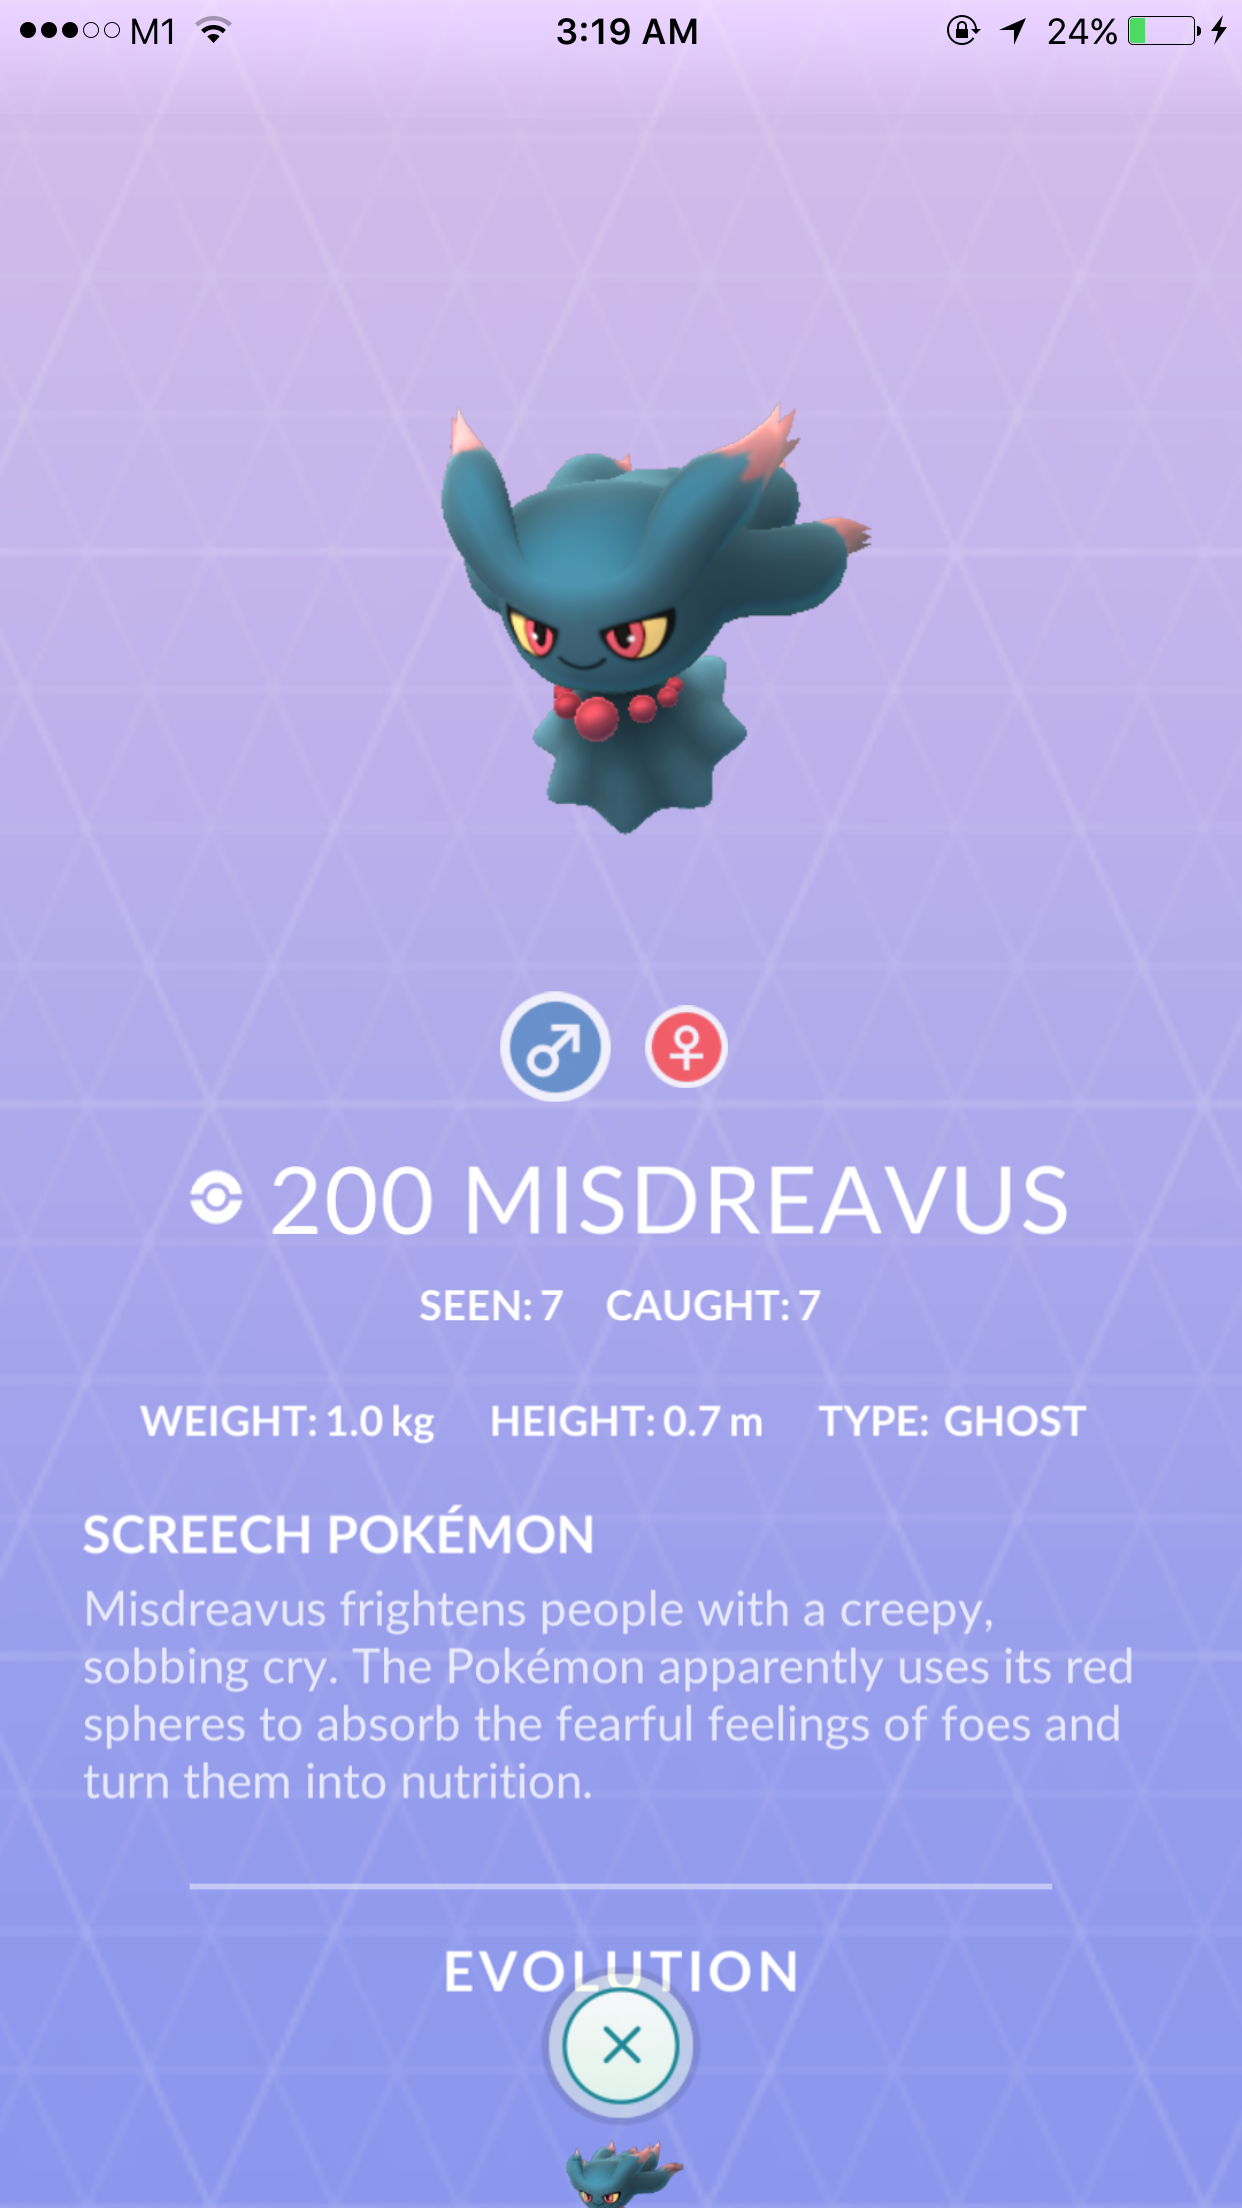 M1 3:19 AM 24%
200 MISDREAVUS
SEEN: 7 CAUGHT: 7
WEIGHT: 1.0 kg HEIGHT: 0.7 m TYPE: GHOST
SCREECH POKÉMON
Misdreavus frightens people with a creepy,
sobbing cry. The Pokémon apparently uses its red
spheres to absorb the fearful feelings of foes and
turn them into nutrition.
EVOLUTION